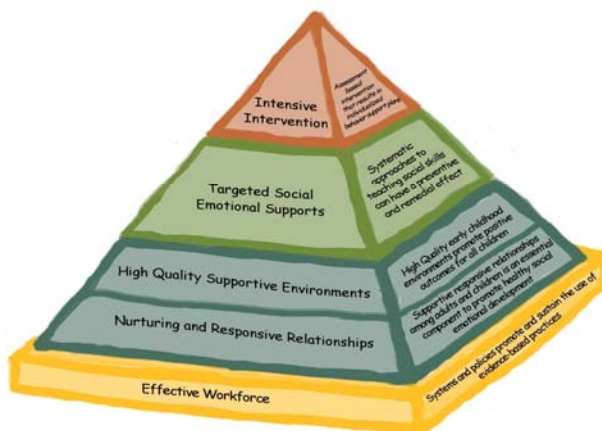 Intensive
Intervention
Assessment
based
intervention
that results in
individualized
behavior support plans
Targeted Social
Emotional Supports
Systematic
approaches to
teaching social skills
can have a preventive
and remedial effect
High Quality Supportive Environments
High Quality early childhood
environments promote positive
outcomes for all children
Nurturing and Responsive Relationships
Supportive responsive relationships
among adults and children is an essential
component to promote healthy social
emotional development
Effective Workforce
Systems and policies promote and sustain the use of
evidence-based practices